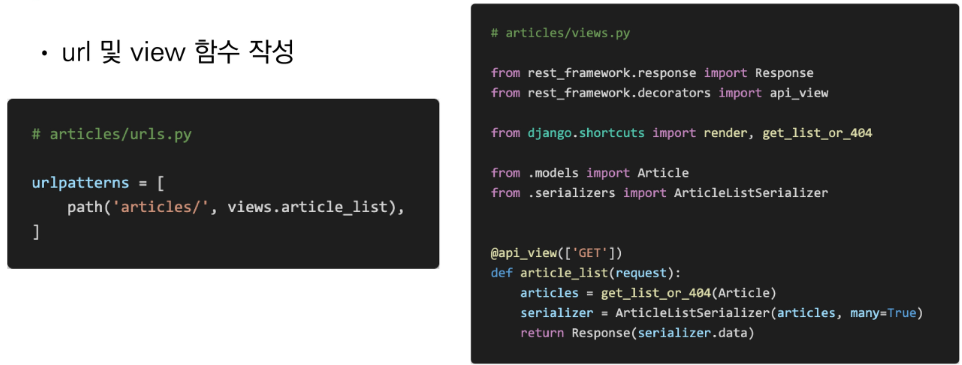 • url 및 view 함수 작성
# articles/urls.py
urlpatterns = [
    path('articles/', views.article_list),
]
# articles/views.py
from rest_framework.response import Response
from rest_framework.decorators import api_view
from django.shortcuts import render, get_list_or_404
from .models import Article
from .serializers import ArticleListSerializer
@api_view(['GET'])
def article_list(request):
    articles = get_list_or_404(Article)
    serializer = ArticleListSerializer(articles, many=True)
    return Response(serializer.data)